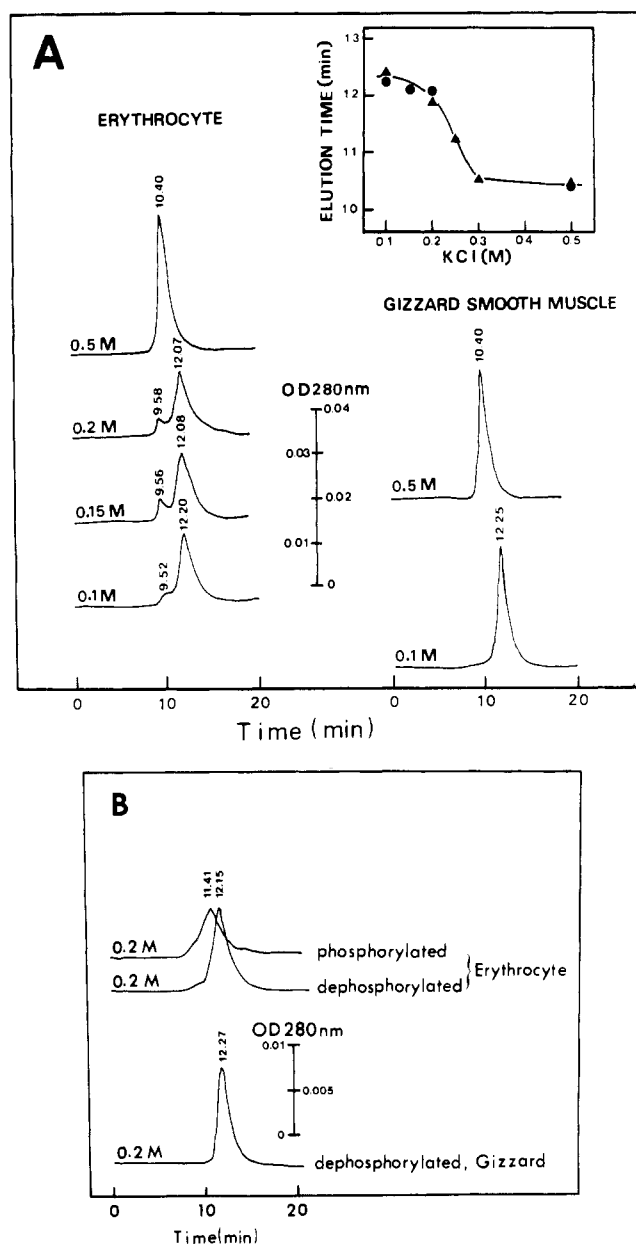 A
ERYTHROCYTE
ELUTION TIME (min)
13
12
11
10
0.1 0.2 0.3 0.4 0.5
KCl(M)
GIZZARD SMOOTH MUSCLE
10.40
0.5 M
9.58 12.07
0.2 M
9.56 12.08
0.15M
9.52 12.20
0.1 M
OD280nm
0.04
0.03
0.02
0.01
0
10.40
0.5 M
12.25
0.1 M
0 10 20
0 10 20
Time (min)
B
11.41 12.15
0.2 M phosphorylated
0.2 M dephosphorylated
Erythrocyte
OD280nm
0.01
0.005
0
12.27
0.2 M dephosphorylated, Gizzard
0 10 20
Time(min)